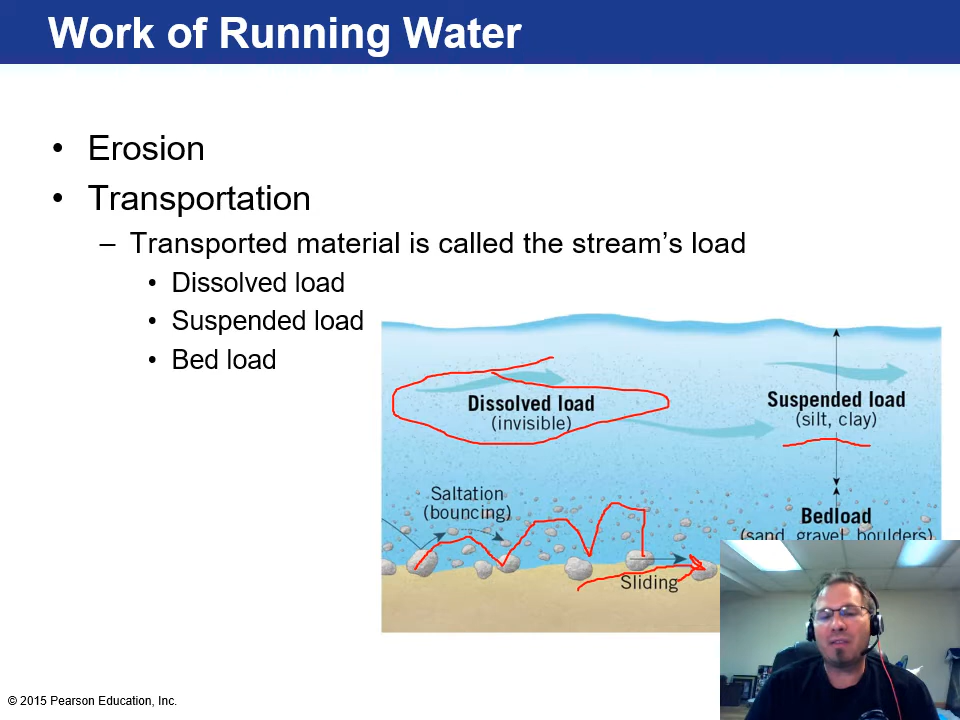 Work of Running Water
• Erosion
• Transportation
– Transported material is called the stream’s load
• Dissolved load
• Suspended load
• Bed load
Dissolved load
(invisible)
Suspended load
(silt, clay)
Saltation
(bouncing)
Bedload
(sand, gravel, boulders)
Sliding
© 2015 Pearson Education, Inc.